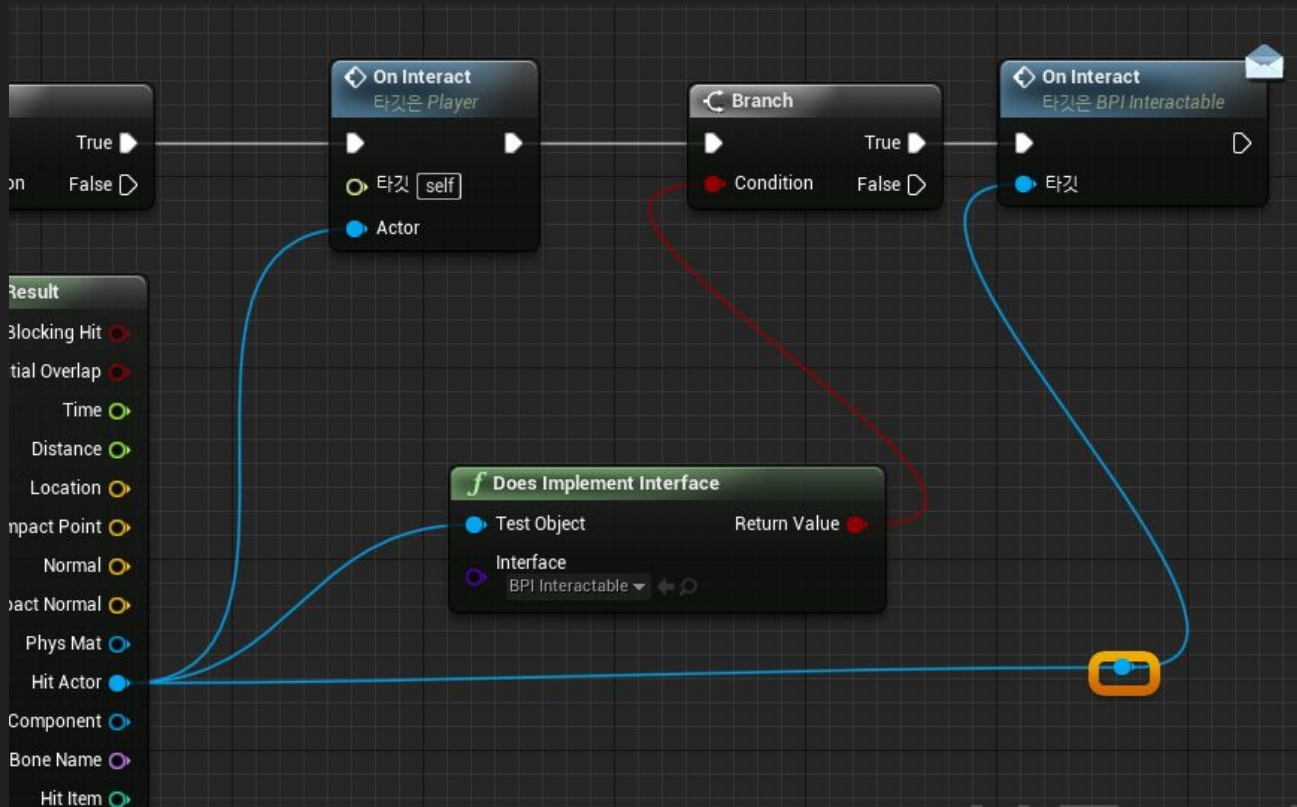 On Interact
타깃은 Player
타깃 self
Actor
True
on False
Branch
True
Condition False
On Interact
타깃은 BPI Interactable
타깃
Result
Blocking Hit
tial Overlap
Time
Distance
Location
mpact Point
Normal
pact Normal
Phys Mat
Hit Actor
Component
Bone Name
Hit Item
f Does Implement Interface
Test Object Return Value
Interface
BPI Interactable